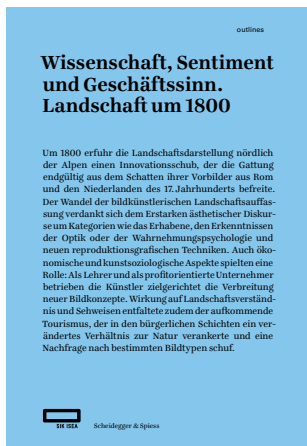 outlines
Wissenschaft, Sentiment
und Geschäftssinn.
Landschaft um 1800
Um 1800 erfuhr die Landschaftsdarstellung nördlich
der Alpen einen Innovationsschub, der die Gattung
endgültig aus dem Schatten ihrer Vorbilder aus Rom
und den Niederlanden des 17. Jahrhunderts befreite.
Der Wandel der bildkünstlerischen Landschaftsauffas-
sung verdankt sich dem Erstarken ästhetischer Diskur-
se um Kategorien wie das Erhabene, den Erkenntnissen
der Optik oder der Wahrnehmungspsychologie und
neuen reproduktionsgrafischen Techniken. Auch öko-
nomische und kunstsoziologische Aspekte spielten eine
Rolle: Als Lehrer und als profitorientierte Unternehmer
betrieben die Künstler zielgerichtet die Verbreitung
neuer Bildkonzepte. Wirkung auf Landschaftsverständ-
nis und Sehweisen entfaltete zudem der aufkommende
Tourismus, der in den bürgerlichen Schichten ein ver-
ändertes Verhältnis zur Natur verankerte und eine
Nachfrage nach bestimmten Bildtypen schuf.
SIK ISEA
Scheidegger & Spiess